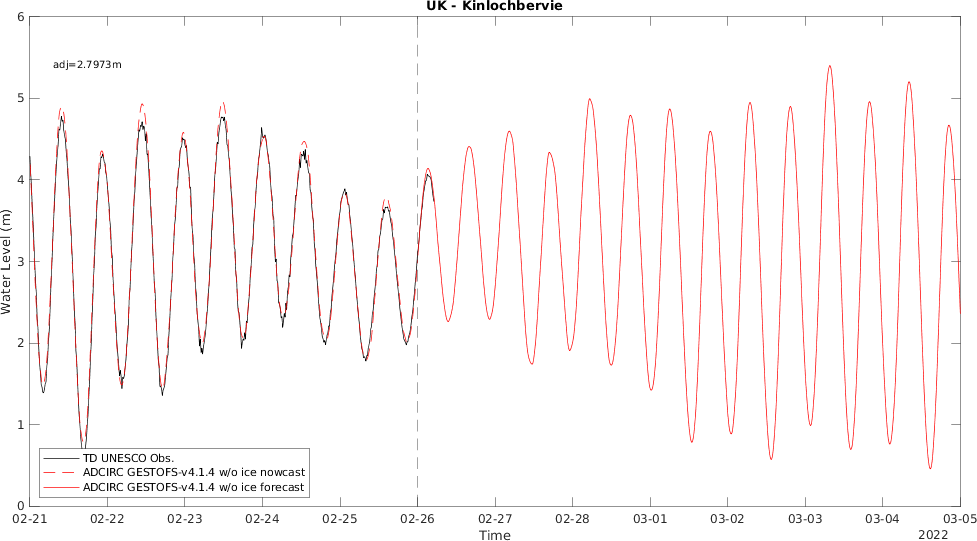 UK - Kinlochbervie
adj=2.7973m
Water Level (m)
6
5
4
3
2
1
0
TD UNESCO Obs.
ADCIRC GESTOFS-v4.1.4 w/o ice nowcast
ADCIRC GESTOFS-v4.1.4 w/o ice forecast
02-21 02-22 02-23 02-24 02-25 02-26 02-27 02-28 03-01 03-02 03-03 03-04 03-05
Time
2022